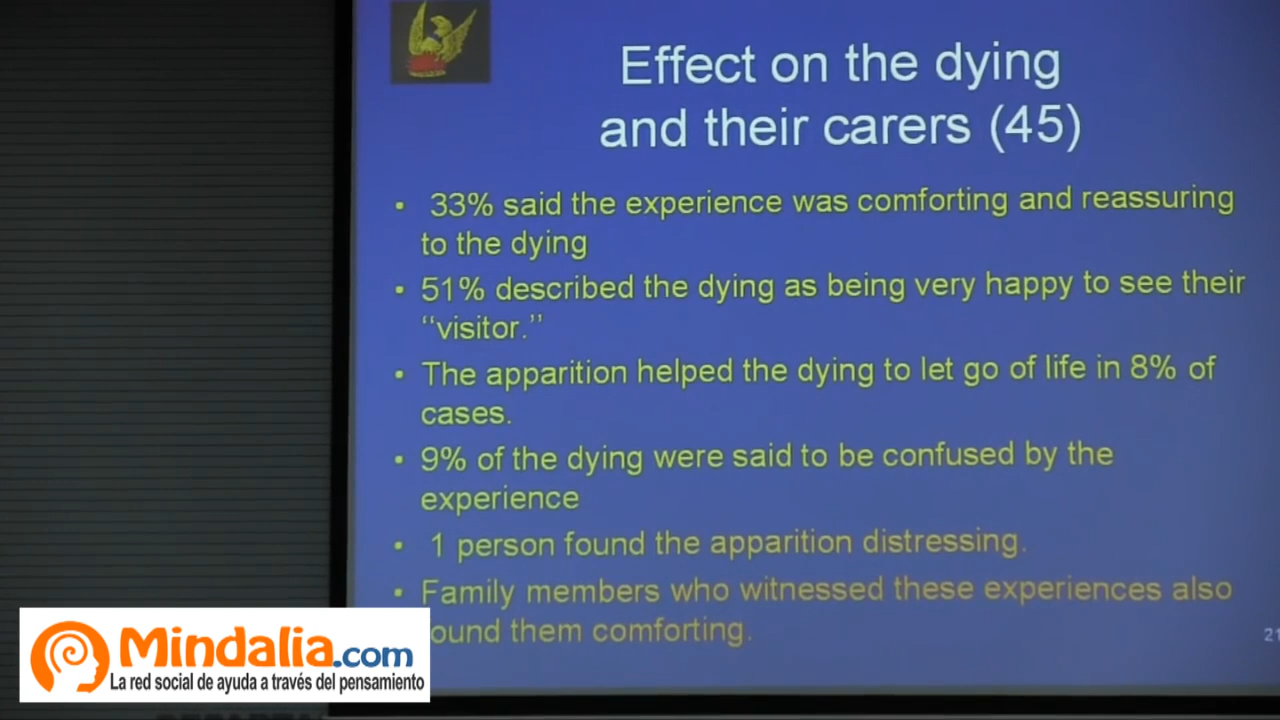 Effect on the dying
and their carers (45)
• 33% said the experience was comforting and reassuring
to the dying
• 51% described the dying as being very happy to see their
“visitor.”
• The apparition helped the dying to let go of life in 8% of
cases.
• 9% of the dying were said to be confused by the
experience
• 1 person found the apparition distressing.
• Family members who witnessed these experiences also
ound them comforting.
21
Mindalia.com
La red social de ayuda a través del pensamiento